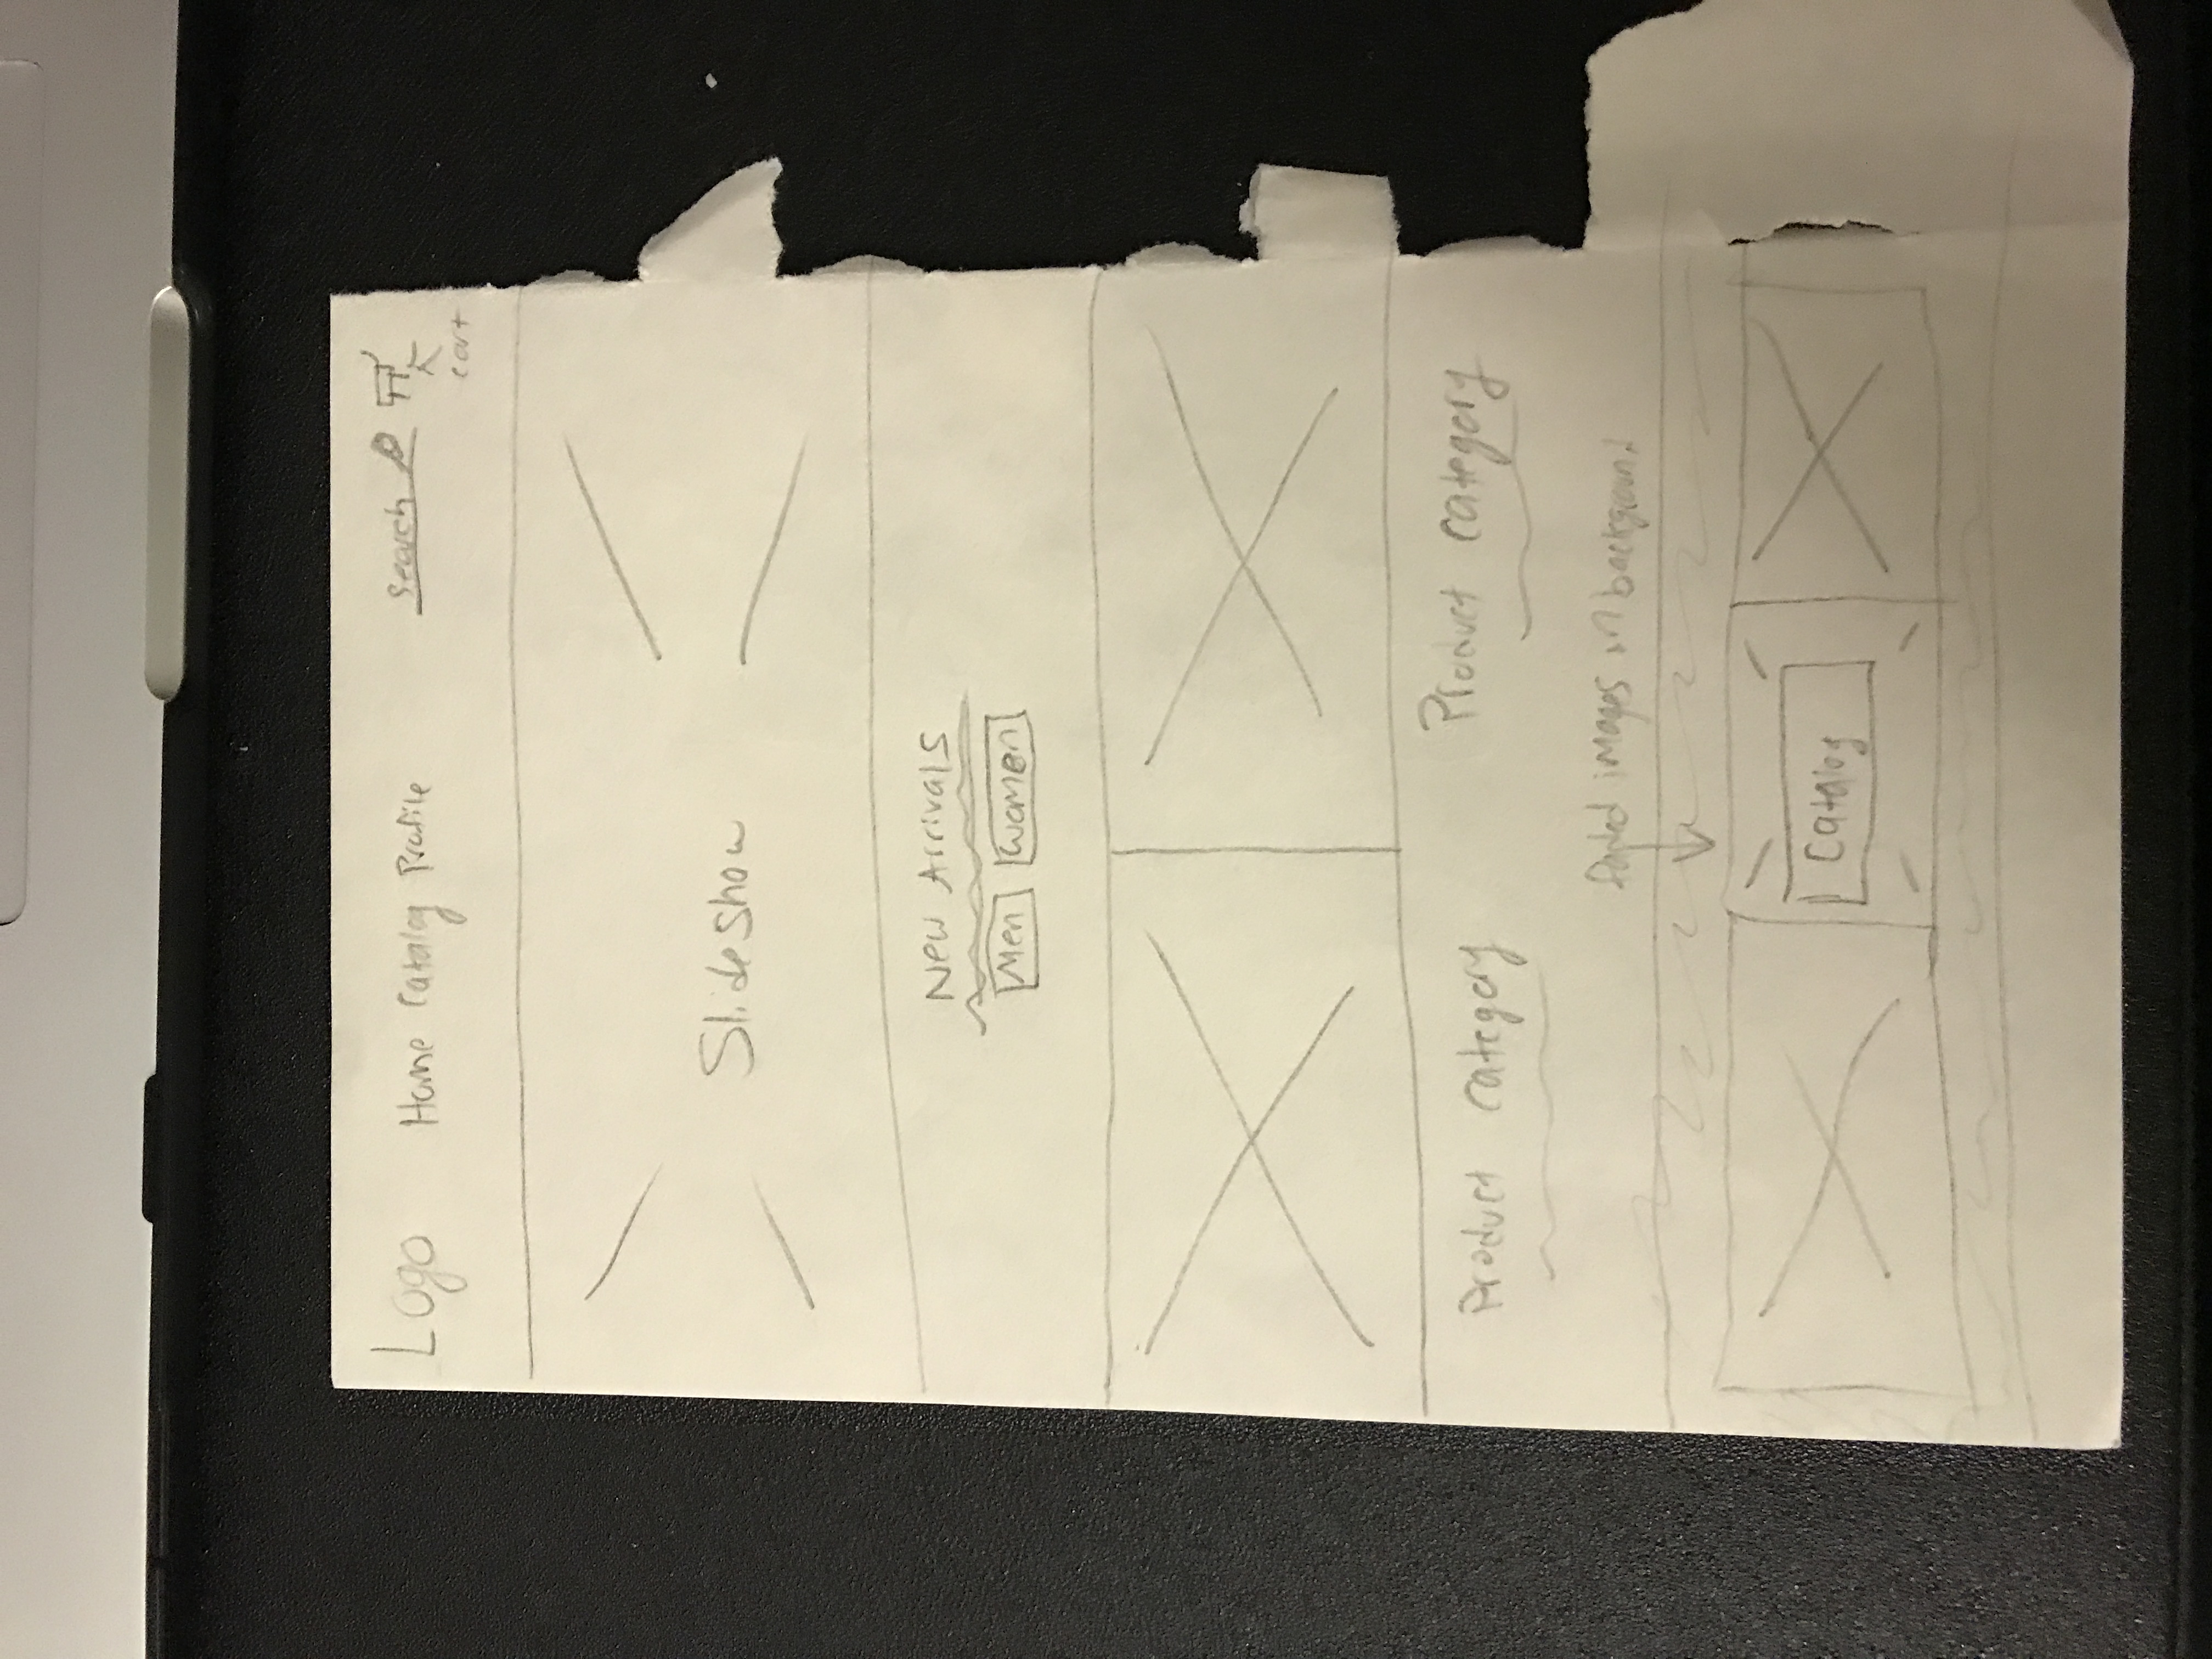 Logo Home Catalog Profile search
cart
Slideshow
New Arrivals
Men Women
Product category Product category
faded images in background
Catalog